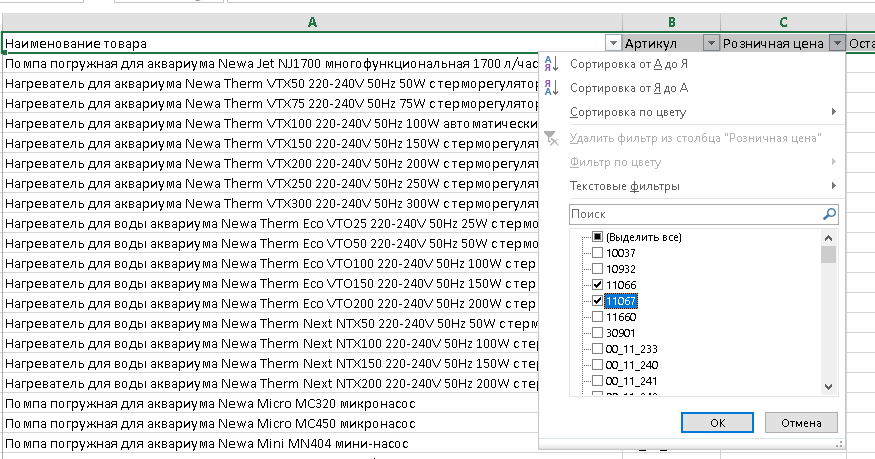 A B C
Наименование товара Артикул Розничная цена Оста
Помпа погружная для аквариума Newa Jet NJ1700 многофункциональная 1700 л/час
Нагреватель для аквариума Newa Therm VTX50 220-240V 50Hz 50W с терморегулятор
Нагреватель для аквариума Newa Therm VTX75 220-240V 50Hz 75W с терморегулятор
Нагреватель для аквариума Newa Therm VTX100 220-240V 50Hz 100W автоматически
Нагреватель для аквариума Newa Therm VTX150 220-240V 50Hz 150W с терморегулят
Нагреватель для аквариума Newa Therm VTX200 220-240V 50Hz 200W с терморегулят
Нагреватель для аквариума Newa Therm VTX250 220-240V 50Hz 250W с терморегулят
Нагреватель для аквариума Newa Therm VTX300 220-240V 50Hz 300W с терморегулят
Нагреватель для воды аквариума Newa Therm Eco VTO25 220-240V 50Hz 25W с термо
Нагреватель для воды аквариума Newa Therm Eco VTO50 220-240V 50Hz 50W с термо
Нагреватель для воды аквариума Newa Therm Eco VTO100 220-240V 50Hz 100W с тер
Нагреватель для воды аквариума Newa Therm Eco VTO150 220-240V 50Hz 150W с тер
Нагреватель для воды аквариума Newa Therm Eco VTO200 220-240V 50Hz 200W с тер
Нагреватель для воды аквариума Newa Therm Next NTX50 220-240V 50Hz 50W с терм
Нагреватель для воды аквариума Newa Therm Next NTX100 220-240V 50Hz 100W с тер
Нагреватель для воды аквариума Newa Therm Next NTX150 220-240V 50Hz 150W с тер
Нагреватель для воды аквариума Newa Therm Next NTX200 220-240V 50Hz 200W с тер
Помпа погружная для аквариума Newa Micro MC320 микронасос
Помпа погружная для аквариума Newa Micro MC450 микронасос
Помпа погружная для аквариума Newa Mini MN404 мини-насос
Сортировка от А до Я
Сортировка от Я до А
Сортировка по цвету
Удалить фильтр из столбца "Розничная цена"
Фильтр по цвету
Текстовые фильтры
Поиск
(Выделить все)
10037
10932
11066
11067
11660
30901
00_11_233
00_11_240
00_11_241
ОК Отмена